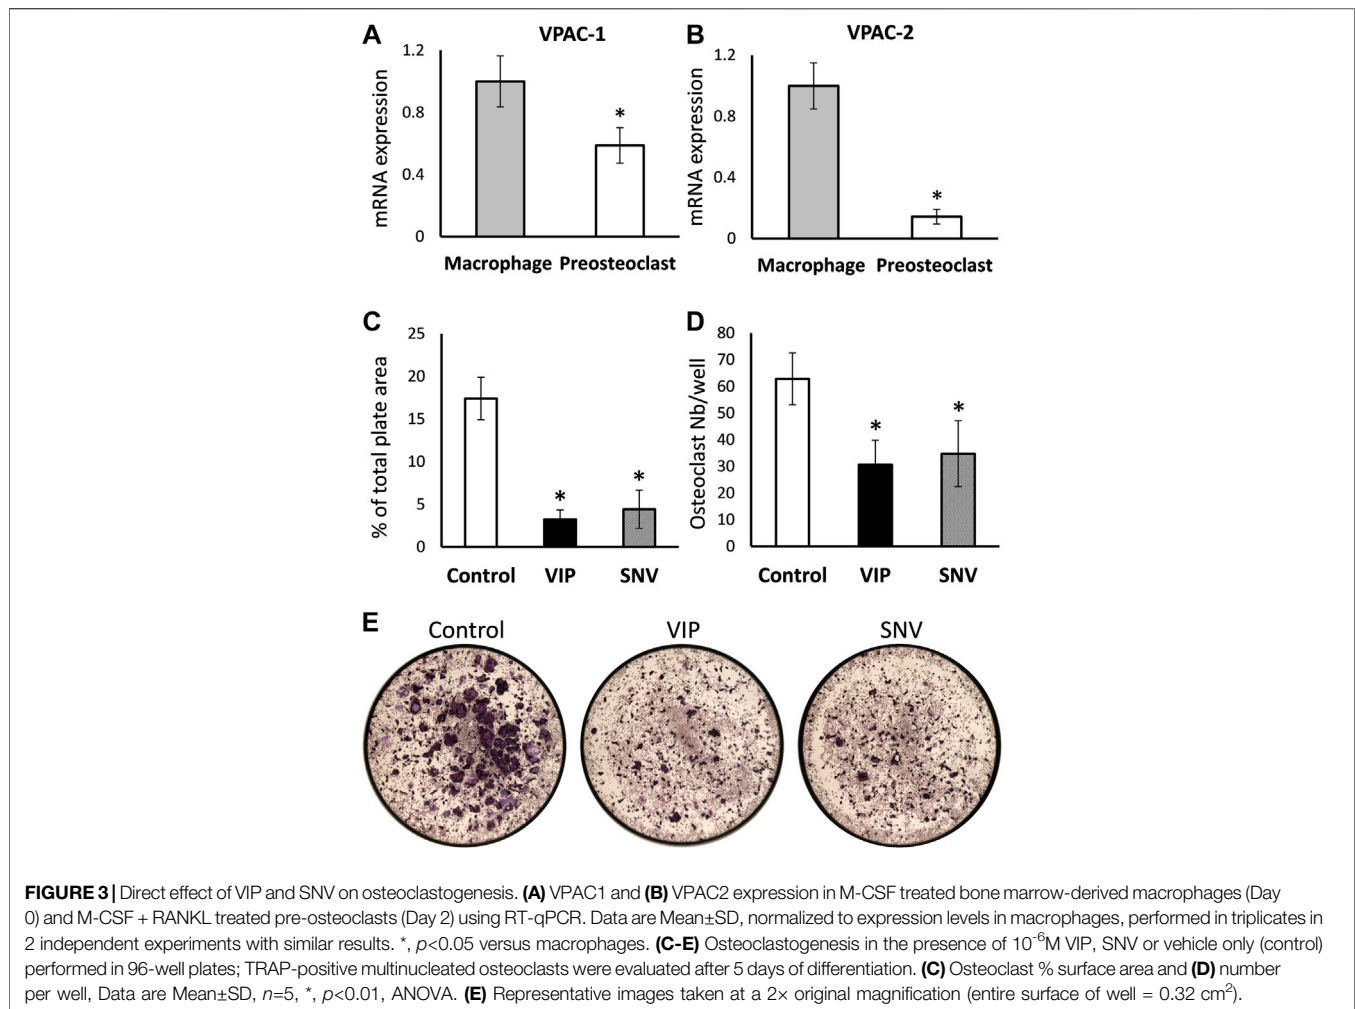 A
VPAC-1
mRNA expression
1.2
0.8
0.4
0
*
Macrophage Preosteoclast
B
VPAC-2
mRNA expression
1.2
0.8
0.4
0
*
Macrophage Preosteoclast
C
% of total plate area
25
20
15
10
5
0
*
*
Control VIP SNV
D
Osteoclast Nb/well
80
70
60
50
40
30
20
10
0
*
*
Control VIP SNV
E
Control VIP SNV
FIGURE 3 | Direct effect of VIP and SNV on osteoclastogenesis. (A) VPAC1 and (B) VPAC2 expression in M-CSF treated bone marrow-derived macrophages (Day
0) and M-CSF + RANKL treated pre-osteoclasts (Day 2) using RT-qPCR. Data are Mean±SD, normalized to expression levels in macrophages, performed in triplicates in
2 independent experiments with similar results. *, p<0.05 versus macrophages. (C-E) Osteoclastogenesis in the presence of 10⁻⁶M VIP, SNV or vehicle only (control)
performed in 96-well plates; TRAP-positive multinucleated osteoclasts were evaluated after 5 days of differentiation. (C) Osteoclast % surface area and (D) number
per well, Data are Mean±SD, n=5, *, p<0.01, ANOVA. (E) Representative images taken at a 2× original magnification (entire surface of well = 0.32 cm²).